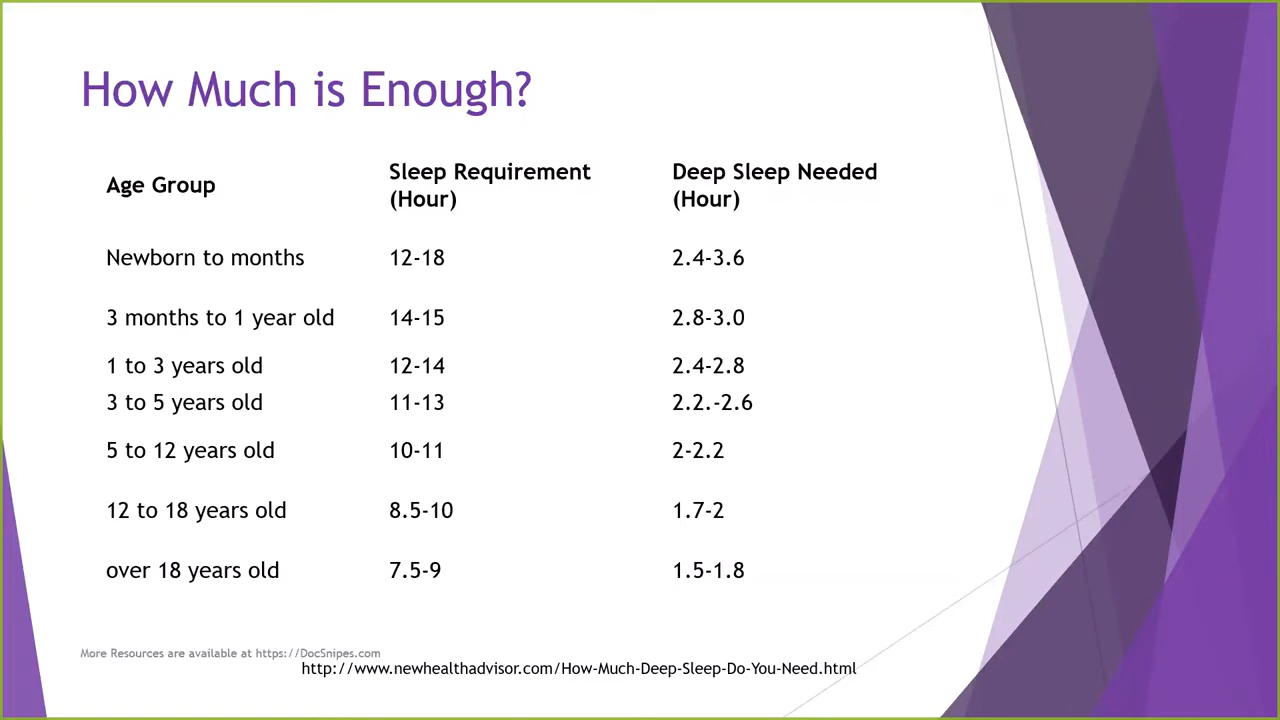 How Much is Enough?
Age Group
Sleep Requirement
(Hour)
Deep Sleep Needed
(Hour)
Newborn to months 12-18 2.4-3.6
3 months to 1 year old 14-15 2.8-3.0
1 to 3 years old 12-14 2.4-2.8
3 to 5 years old 11-13 2.2.-2.6
5 to 12 years old 10-11 2-2.2
12 to 18 years old 8.5-10 1.7-2
over 18 years old 7.5-9 1.5-1.8
More Resources are available at https://DocSnipes.com
http://www.newhealthadvisor.com/How-Much-Deep-Sleep-Do-You-Need.html